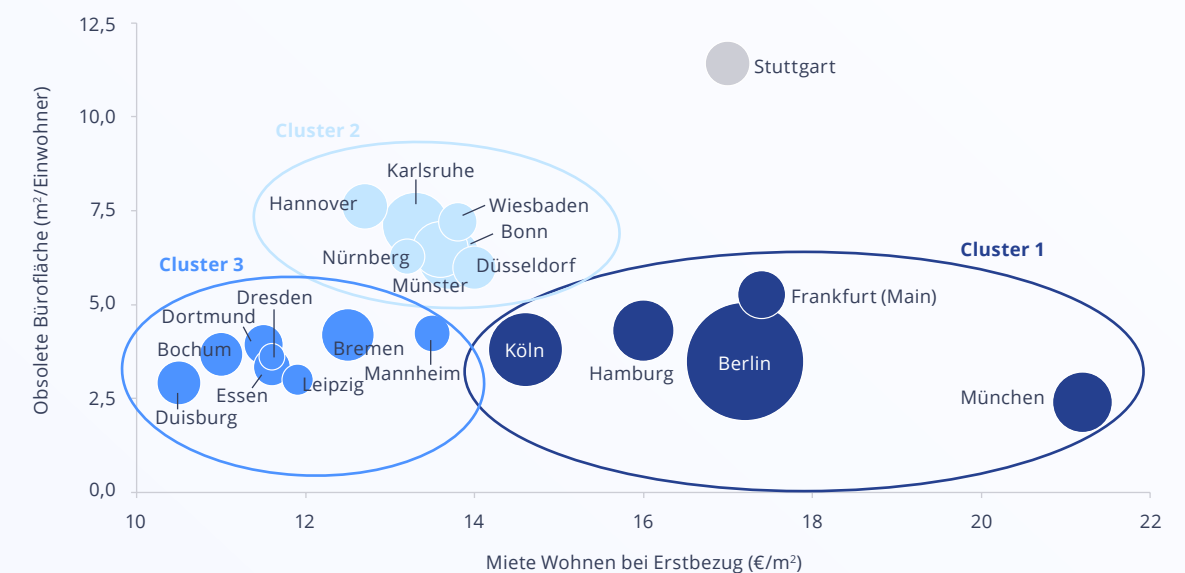 12,5
Stuttgart
10,0
Cluster 2
Karlsruhe
Hannover
Wiesbaden
7,5
Bonn
Nürnberg
Düsseldorf
Münster
Cluster 1
Cluster 3
Dresden
5,0
Frankfurt (Main)
Dortmund
Bochum
Bremen
Köln
Berlin
Hamburg
Mannheim
Leipzig
Essen
München
2,5
Duisburg
0,0
Absolete Bürofläche (m²/Einwohner)
10 12 14 16 18 20 22
Miete Wohnen bei Erstbezug (€/m²)